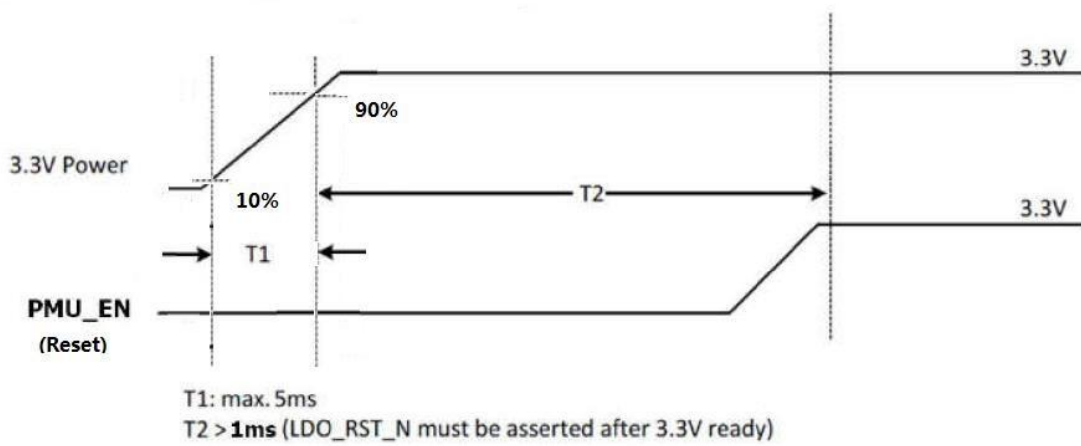 3.3V
90%
3.3V Power
10%
T2
3.3V
T1
PMU_EN
(Reset)
T1: max. 5ms
T2 > 1ms (LDO_RST_N must be asserted after 3.3V ready)